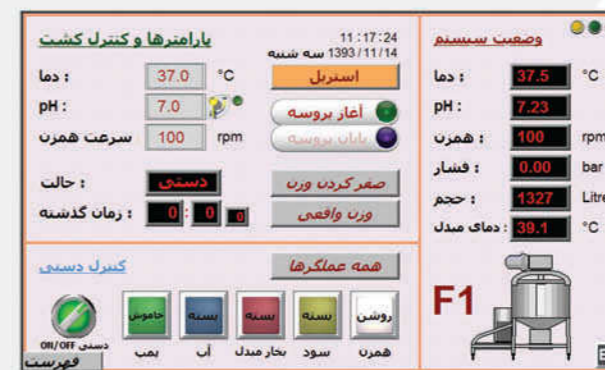 پارامترها و کنترل کشت
11:17:24
1393/11/14 سه شنبه
دما : 37.0 °C
استریل
pH : 7.0
آغاز پروسه
سرعت همزن 100 rpm
پایان پروسه
حالت : دستی
صفر کردن وزن
زمان گذشته : 0 : 0 0
وزن واقعی
کنترل دستی
همه عملگرها
دستی ON/OFF
خاموش
بسته
بسته
بسته
روشن
پمپ
آب
بخار مبدل
سود
همزن
فهرست
وضعیت سیستم
دما : 37.5 °C
pH : 7.23
همزن : 100 rpm
فشار : 0.00 bar
حجم : 1327 Litre
دمای مبدل : 39.1 °C
F1